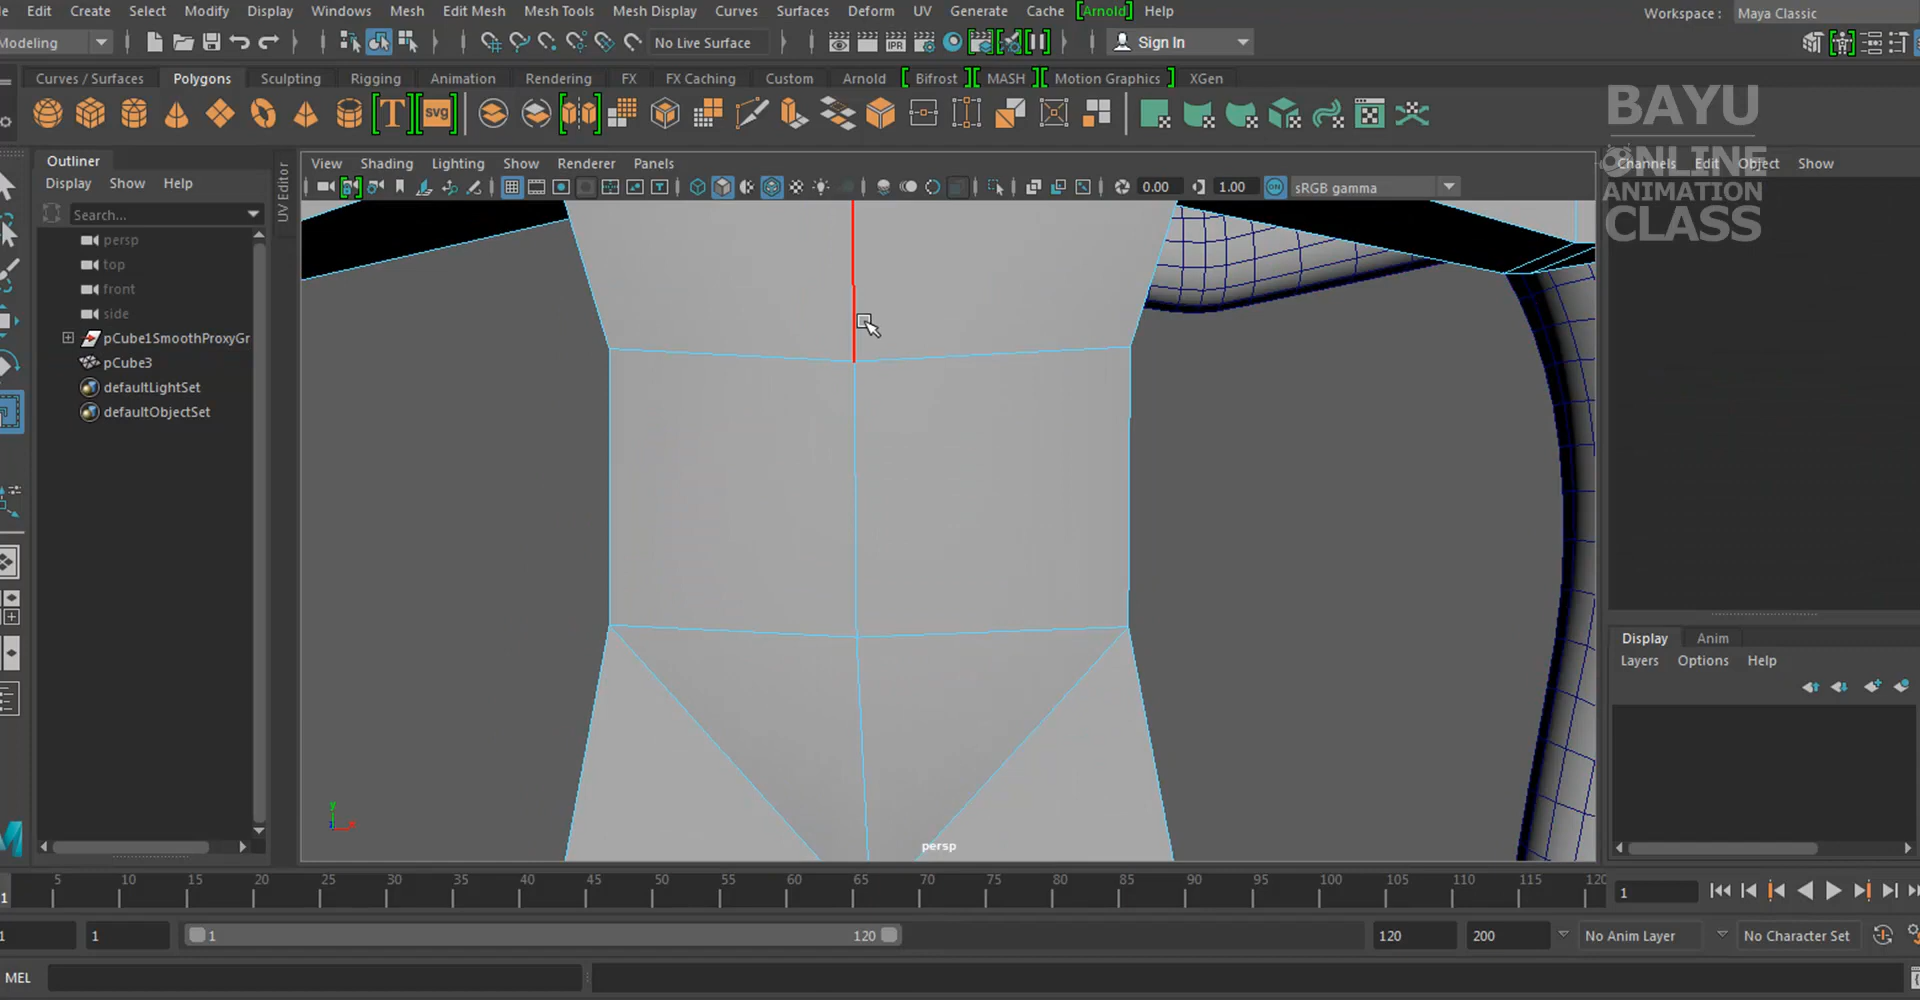 Edit Create Select Modify Display Windows Mesh Edit Mesh Mesh Tools Mesh Display Curves Surfaces Deform UV Generate Cache [Arnold] Help Workspace : Maya Classic
Modeling No Live Surface IPR Sign In
Curves / Surfaces Polygons Sculpting Rigging Animation Rendering FX FX Caching Custom Arnold [ Bifrost ][ MASH ][ Motion Graphics ] XGen
T svg
BAYU
ONLINE
ANIMATION
CLASS
Outliner
Display Show Help
Search...
persp
top
front
side
pCube1SmoothProxyGr
pCube3
defaultLightSet
defaultObjectSet
UV Editor
View Shading Lighting Show Renderer Panels
0.00 1.00 ON sRGB gamma
Channels Edit Object Show
y
x
persp
Display Anim
Layers Options Help
1 5 10 15 20 25 30 35 40 45 50 55 60 65 70 75 80 85 90 95 100 105 110 115 120 1
1 1 1 120 120 200 No Anim Layer No Character Set
MEL